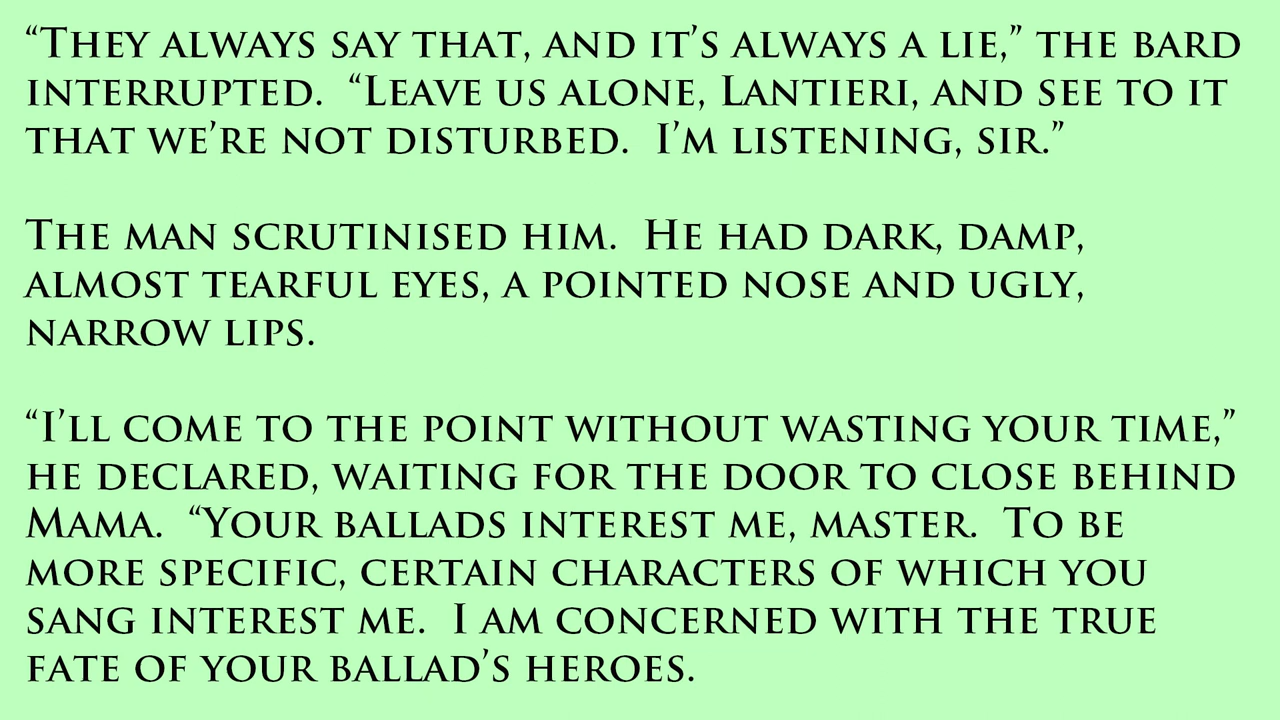 “They always say that, and it’s always a lie,” the bard
interrupted.  “Leave us alone, Lantieri, and see to it
that we’re not disturbed.  I’m listening, sir.”
The man scrutinised him.  He had dark, damp,
almost tearful eyes, a pointed nose and ugly,
narrow lips.
“I’ll come to the point without wasting your time,”
he declared, waiting for the door to close behind
Mama.  “Your ballads interest me, master.  To be
more specific, certain characters of which you
sang interest me.  I am concerned with the true
fate of your ballad’s heroes.